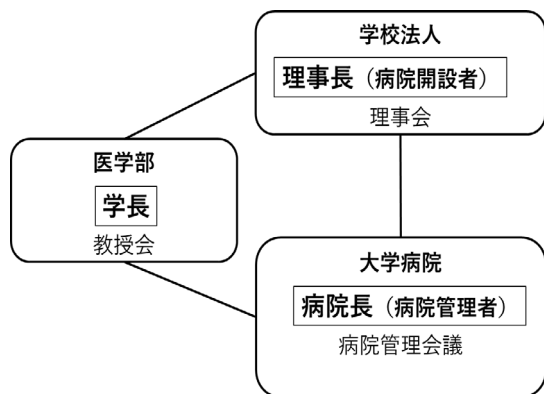 学校法人
理事長（病院開設者）
理事会
医学部
学長
教授会
大学病院
病院長（病院管理者）
病院管理会議